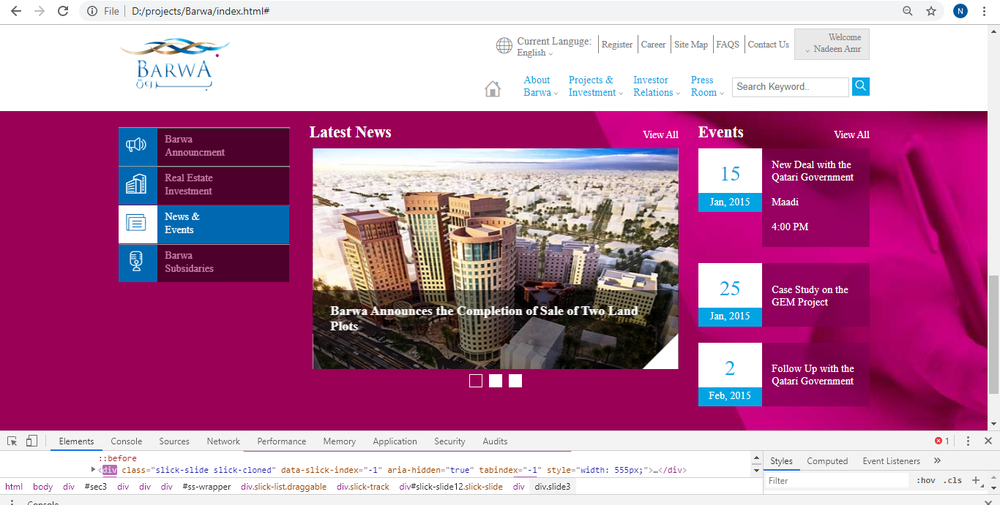 File
D:/projects/Barwa/index.html#
N
BARWA
بروة
Current Languge:
English
Register
Career
Site Map
FAQS
Contact Us
Welcome
Nadeen Amr
About
Barwa
Projects &
Investment
Investor
Relations
Press
Room
Search Keyword..
Barwa
Announcment
Real Estate
Investment
News &
Events
Barwa
Subsidaries
Latest News
View All
Barwa Announces the Completion of Sale of Two Land
Plots
Events
View All
15
Jan, 2015
New Deal with the
Qatari Government
Maadi
4:00 PM
25
Jan, 2015
Case Study on the
GEM Project
2
Feb, 2015
Follow Up with the
Qatari Government
Elements Console Sources Network Performance Memory Application Security Audits 1
::before
<div class="slick-slide slick-cloned" data-slick-index="-1" aria-hidden="true" tabindex="-1" style="width: 555px;">…</div>
html body div #sec3 div div div #ss-wrapper div.slick-list.draggable div.slick-track div#slick-slide12.slick-slide div div.slide3
Styles Computed Event Listeners
Filter :hov .cls
Console